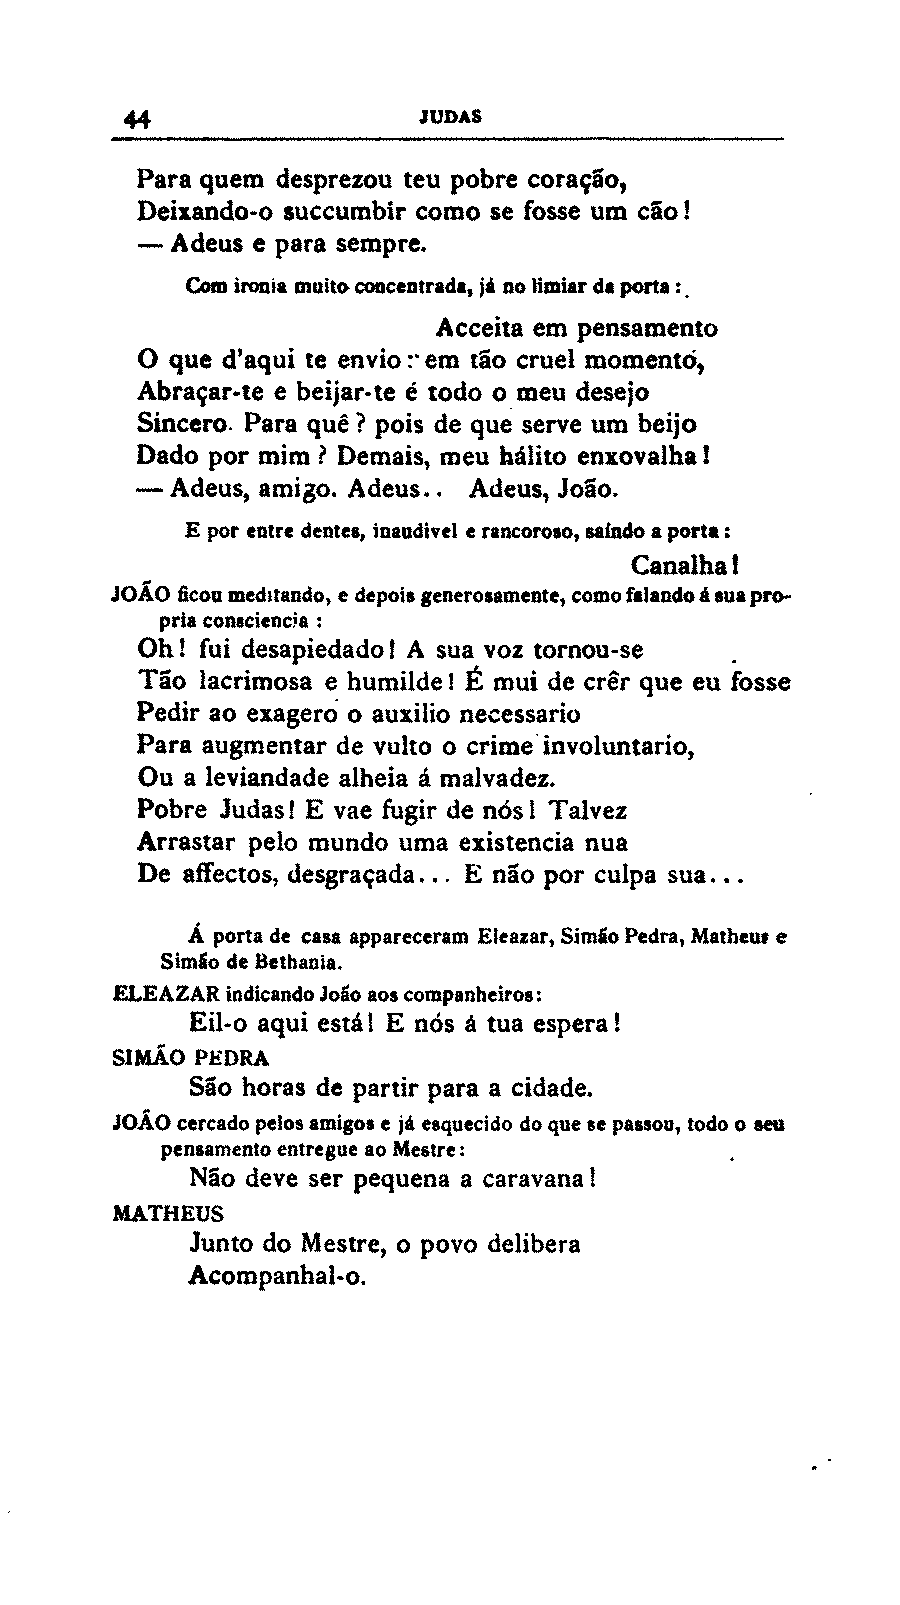 44 JUDAS
Para quem desprezou teu pobre coração,
Deixando-o succumbir como se fosse um cão!
— Adeus e para sempre.
Com ironia muito concentrada, já no limiar da porta:
Acceita em pensamento
O que d'aqui te envio: em tão cruel momento,
Abraçar-te e beijar-te é todo o meu desejo
Sincero. Para quê? pois de que serve um beijo
Dado por mim? Demais, meu hálito enxovalha!
— Adeus, amigo. Adeus.. Adeus, João.
E por entre dentes, inaudivel e rancoroso, saíndo a porta:
Canalha!
JOÃO ficou meditando, e depois generosamente, como falando á sua pro-
pria consciencia:
Oh! fui desapiedado! A sua voz tornou-se
Tão lacrimosa e humilde! É mui de crêr que eu fosse
Pedir ao exagero o auxilio necessario
Para augmentar de vulto o crime involuntario,
Ou a leviandade alheia á malvadez.
Pobre Judas! E vae fugir de nós! Talvez
Arrastar pelo mundo uma existencia nua
De affectos, desgraçada... E não por culpa sua...
Á porta de casa appareceram Eleazar, Simão Pedra, Matheus e
Simão de Bethania.
ELEAZAR indicando João aos companheiros:
Eil-o aqui está! E nós á tua espera!
SIMÃO PEDRA
São horas de partir para a cidade.
JOÃO cercado pelos amigos e já esquecido do que se passou, todo o seu
pensamento entregue ao Mestre:
Não deve ser pequena a caravana!
MATHEUS
Junto do Mestre, o povo delibera
Acompanhal-o.